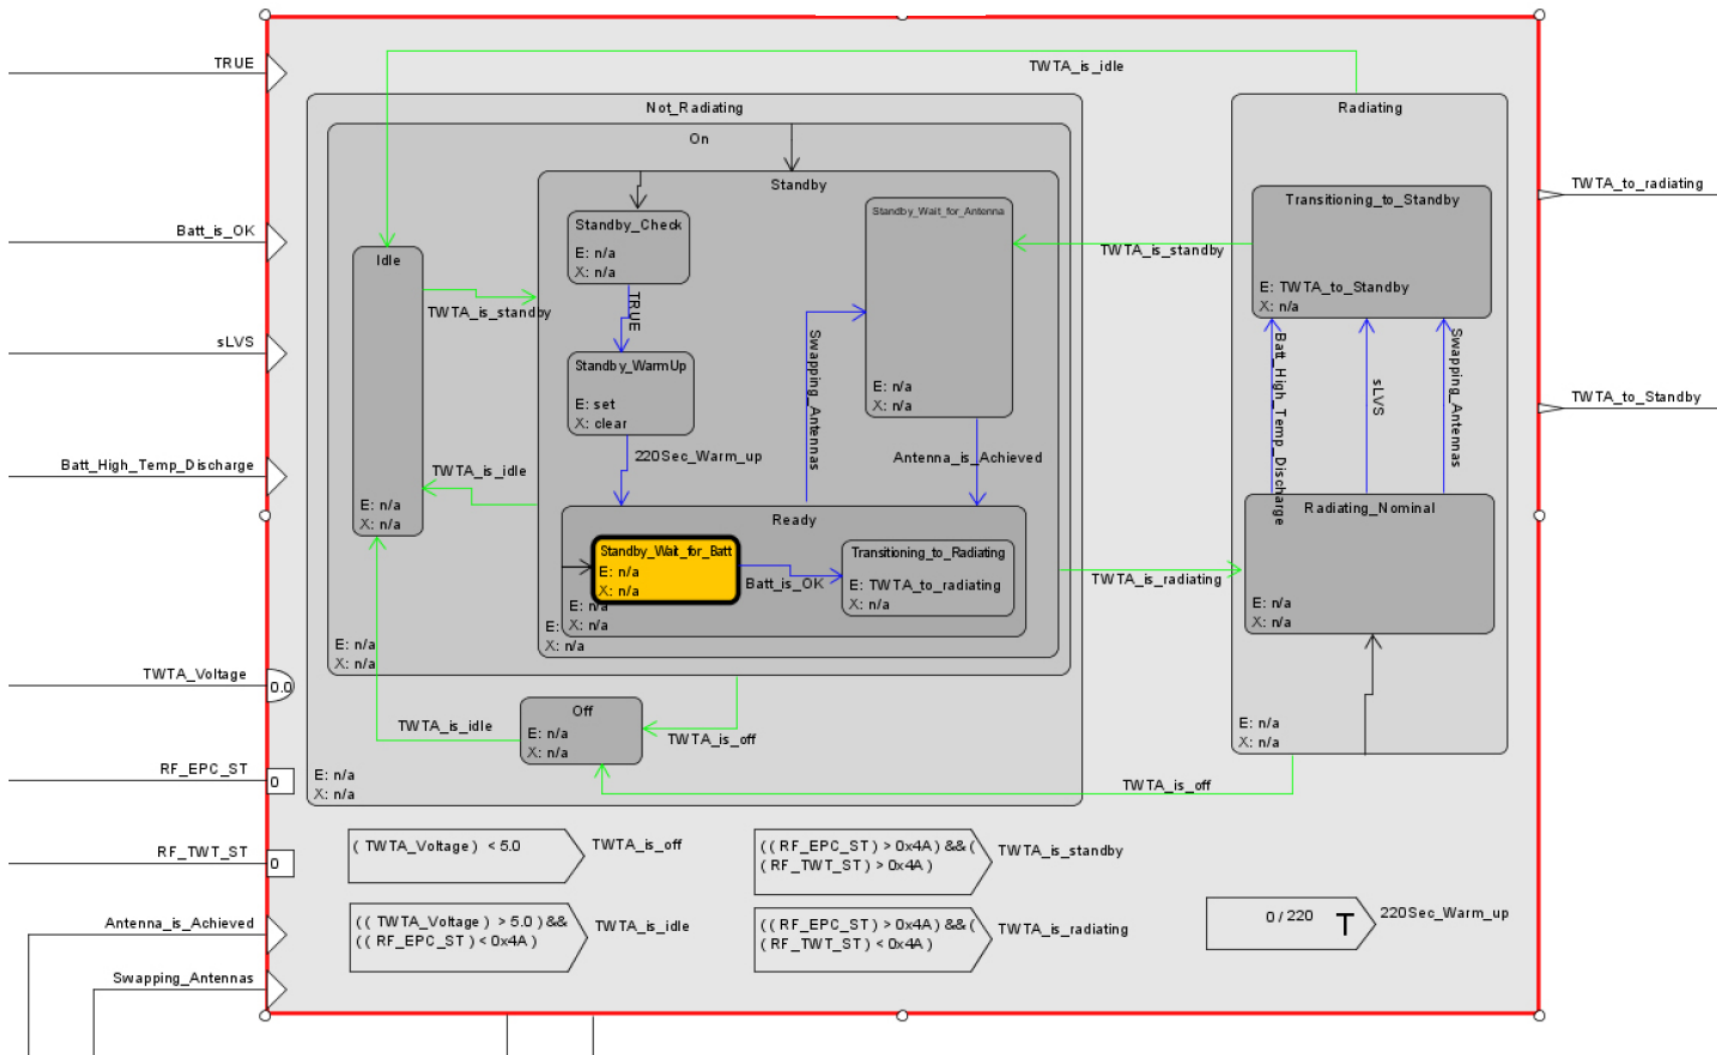 TRUE
Batt_is_OK
sLVS
Batt_High_Temp_Discharge
TWTA_Voltage
0.0
RF_EPC_ST
0
RF_TWT_ST
0
Antenna_is_Achieved
Swapping_Antennas
TWTA_is_idle
Not_Radiating
On
Standby
Standby_Check
E: n/a
X: n/a
TRUE
Standby_WarmUp
E: set
X: clear
220Sec_Warm_up
Standby_Wait_for_Antenna
E: n/a
X: n/a
Swapping_Antennas
Antenna_is_Achieved
Idle
E: n/a
X: n/a
TWTA_is_standby
TWTA_is_idle
Ready
Standby_Wait_for_Batt
E: n/a
X: n/a
Batt_is_OK
Transitioning_to_Radiating
E: TWTA_to_radiating
X: n/a
E: n/a
X: n/a
E:
X: n/a
E: n/a
X: n/a
Off
E: n/a
X: n/a
TWTA_is_idle
TWTA_is_off
E: n/a
X: n/a
Radiating
Transitioning_to_Standby
E: TWTA_to_Standby
X: n/a
TWTA_is_standby
Batt_High_Temp_Discharge
sLVS
Swapping_Antennas
Radiating_Nominal
E: n/a
X: n/a
TWTA_is_radiating
E: n/a
X: n/a
TWTA_is_off
TWTA_to_radiating
TWTA_to_Standby
( TWTA_Voltage ) < 5.0
TWTA_is_off
(( TWTA_Voltage ) > 5.0 ) &&
(( RF_EPC_ST ) < 0x4A )
TWTA_is_idle
(( RF_EPC_ST ) > 0x4A ) && (
( RF_TWT_ST ) > 0x4A )
TWTA_is_standby
(( RF_EPC_ST ) > 0x4A ) && (
( RF_TWT_ST ) < 0x4A )
TWTA_is_radiating
0 / 220 T
220Sec_Warm_up